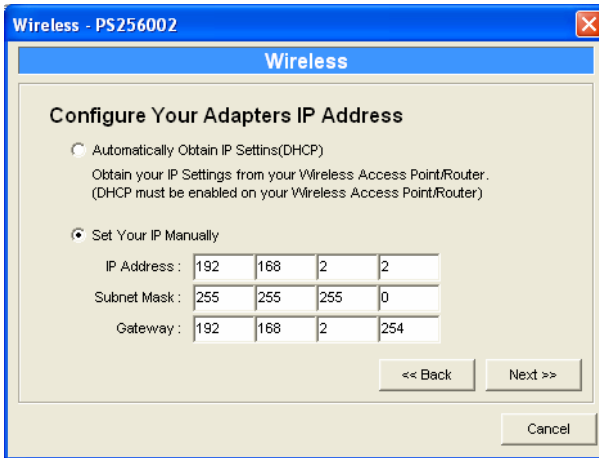 Wireless - PS256002
Wireless
Configure Your Adapters IP Address
Automatically Obtain IP Settins(DHCP)
Obtain your IP Settings from your Wireless Access Point/Router.
(DHCP must be enabled on your Wireless Access Point/Router)
Set Your IP Manually
IP Address : 192 168 2 2
Subnet Mask : 255 255 255 0
Gateway : 192 168 2 254
<< Back Next >>
Cancel